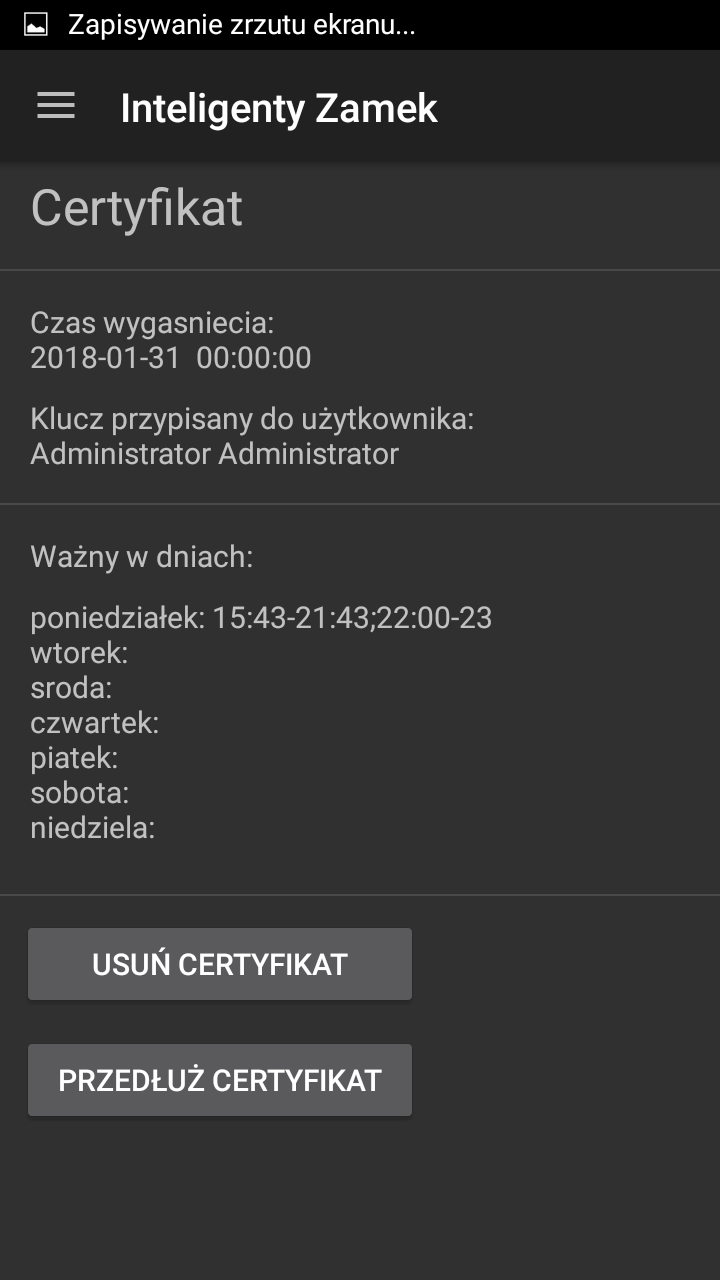 Zapisywanie zrzutu ekranu...
Inteligenty Zamek
Certyfikat
Czas wygasniecia:
2018-01-31 00:00:00
Klucz przypisany do użytkownika:
Administrator Administrator
Ważny w dniach:
poniedziałek: 15:43-21:43;22:00-23
wtorek:
sroda:
czwartek:
piatek:
sobota:
niedziela:
USUŃ CERTYFIKAT
PRZEDŁUŻ CERTYFIKAT